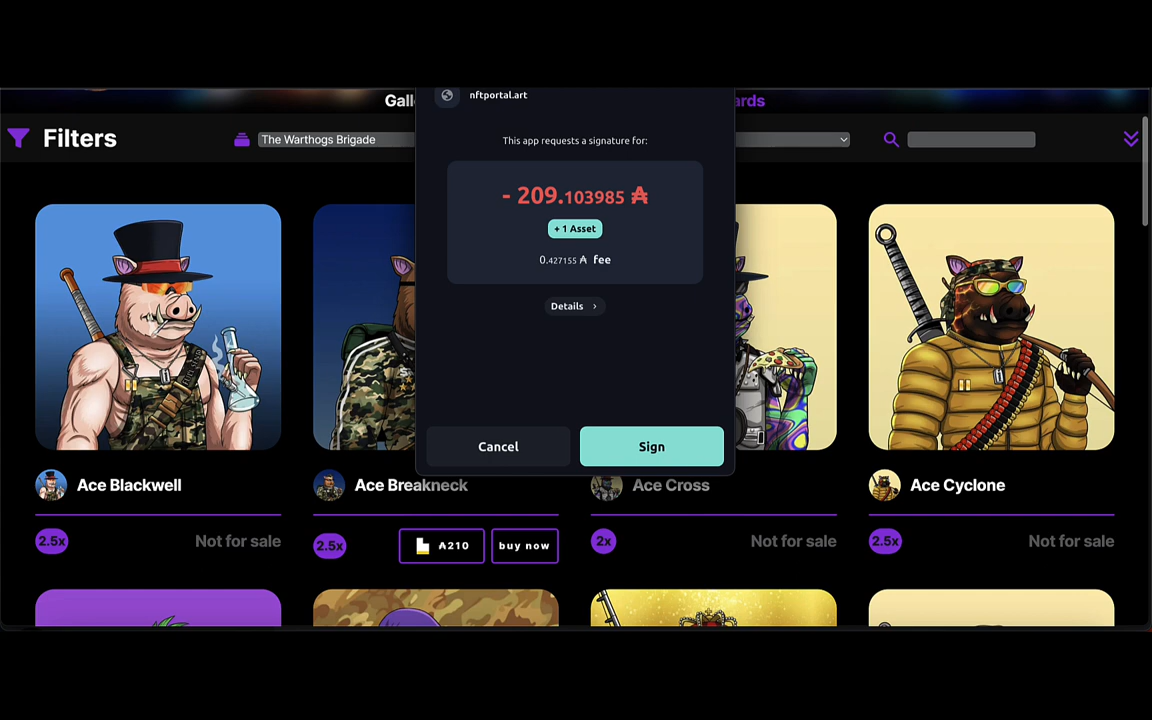 nftportal.art
Gall
ards
Filters
The Warthogs Brigade
This app requests a signature for:
- 209.103985 ₳
+ 1 Asset
0.427155 ₳ fee
Details >
Cancel
Sign
Ace Blackwell
Ace Breakneck
Ace Cross
Ace Cyclone
2.5x
Not for sale
2.5x
₳210
buy now
2x
Not for sale
2.5x
Not for sale